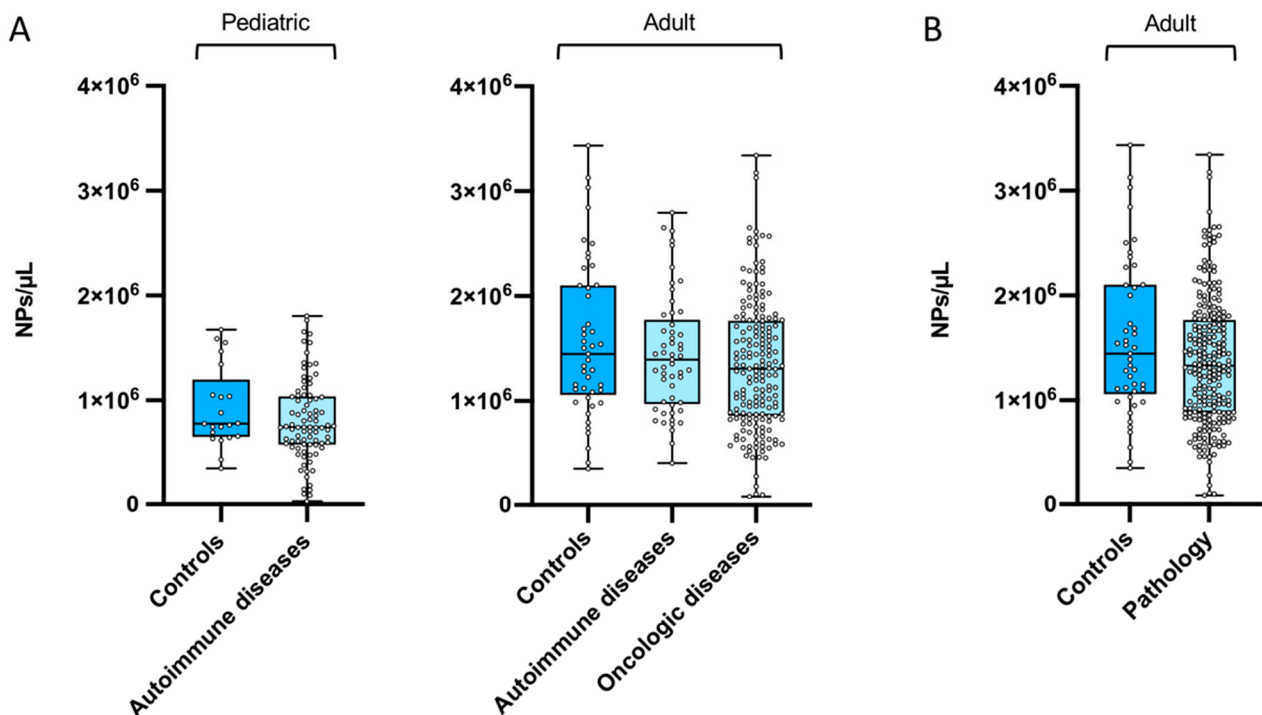 A
Pediatric
Adult
B
Adult
NPs/μL
4×10⁶
3×10⁶
2×10⁶
1×10⁶
0
Controls
Autoimmune diseases
4×10⁶
3×10⁶
2×10⁶
1×10⁶
0
Controls
Autoimmune diseases
Oncologic diseases
NPs/μL
4×10⁶
3×10⁶
2×10⁶
1×10⁶
0
Controls
Pathology